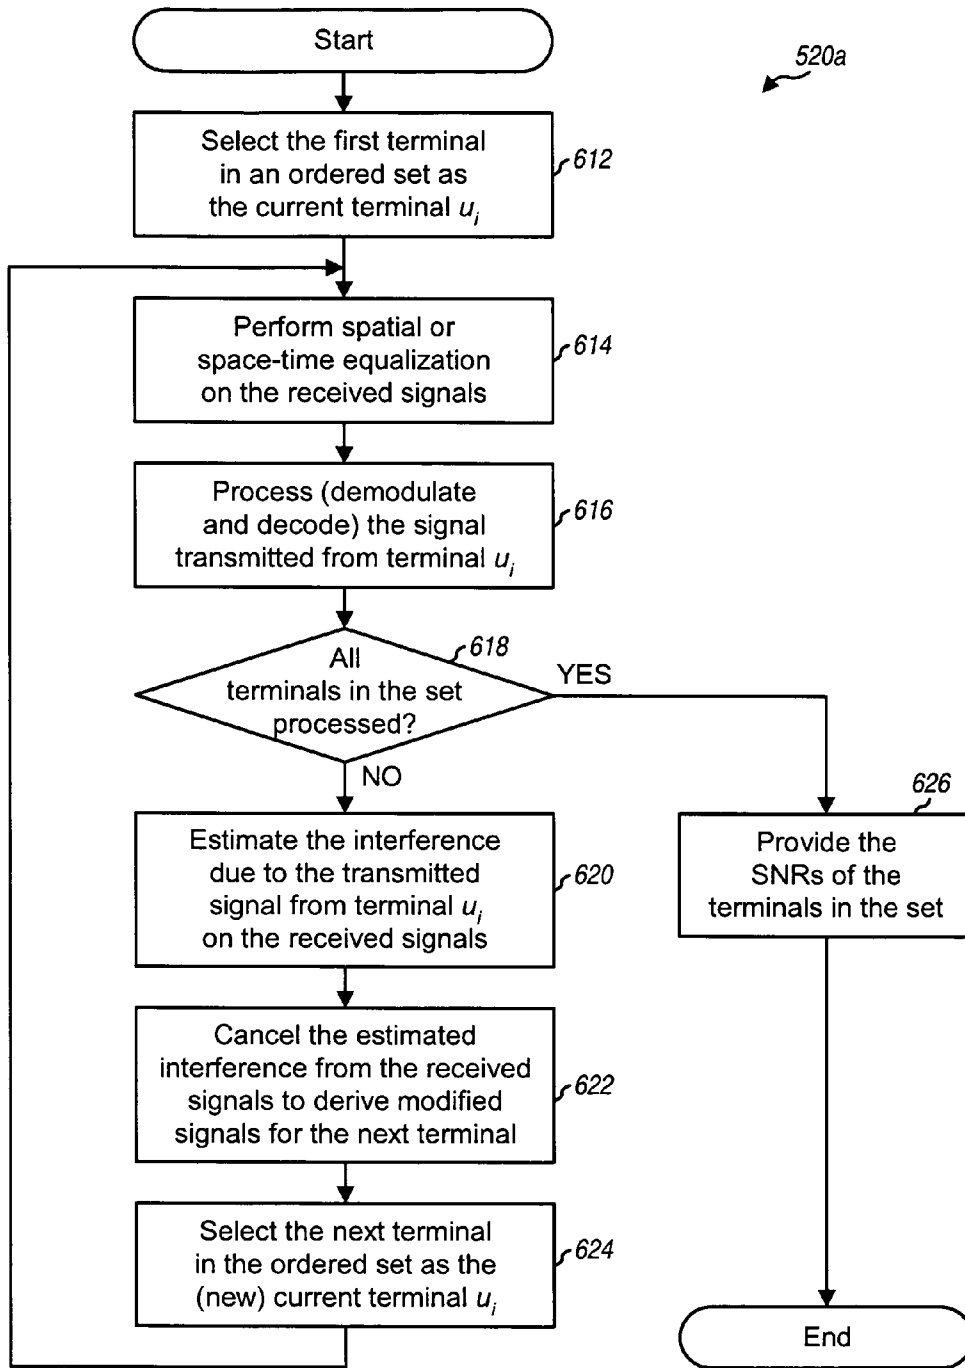 Start
520a
Select the first terminal
in an ordered set as
the current terminal u_i
612
Perform spatial or
space-time equalization
on the received signals
614
Process (demodulate
and decode) the signal
transmitted from terminal u_i
616
All
terminals in the set
processed?
618
YES
NO
Estimate the interference
due to the transmitted
signal from terminal u_i
on the received signals
620
626
Provide the
SNRs of the
terminals in the set
Cancel the estimated
interference from the received
signals to derive modified
signals for the next terminal
622
Select the next terminal
in the ordered set as the
(new) current terminal u_i
624
End